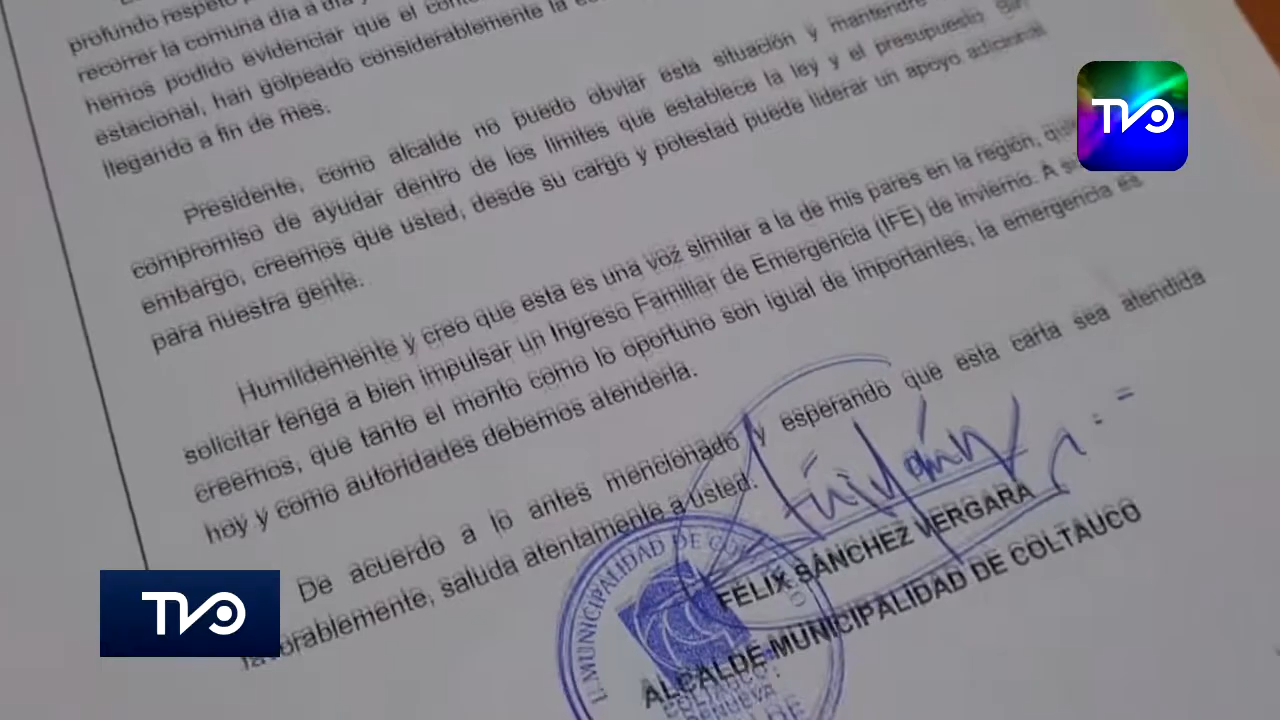 profundo respeto
recorrer la comuna día a día y
hemos podido evidenciar que el
estacional, han golpeado considerablemente la
llegando a fin de mes.
Presidente, como alcalde no puedo obviar esta situación y mantendré
compromiso de ayudar dentro de los límites que establece la ley y el presupuesto sin
embargo, creemos que usted, desde su cargo y potestad puede liderar un apoyo adicional
para nuestra gente.
Humildemente y creo que esta es una voz similar a la de mis pares en la región,
solicitar tenga a bien impulsar un Ingreso Familiar de Emergencia (IFE) de invierno. A
creemos, que tanto el monto como lo oportuno son igual de importantes, la emergencia es
hoy y como autoridades debemos atenderla.
De acuerdo a lo antes mencionado y esperando que esta carta sea atendida
favorablemente, saluda atentamente a usted.
FELIX SÁNCHEZ VERGARA
ALCALDE MUNICIPALIDAD DE COLTAUCO
I. MUNICIPALIDAD DE
COLTAUCO
RENUEVA
TVO
TVO